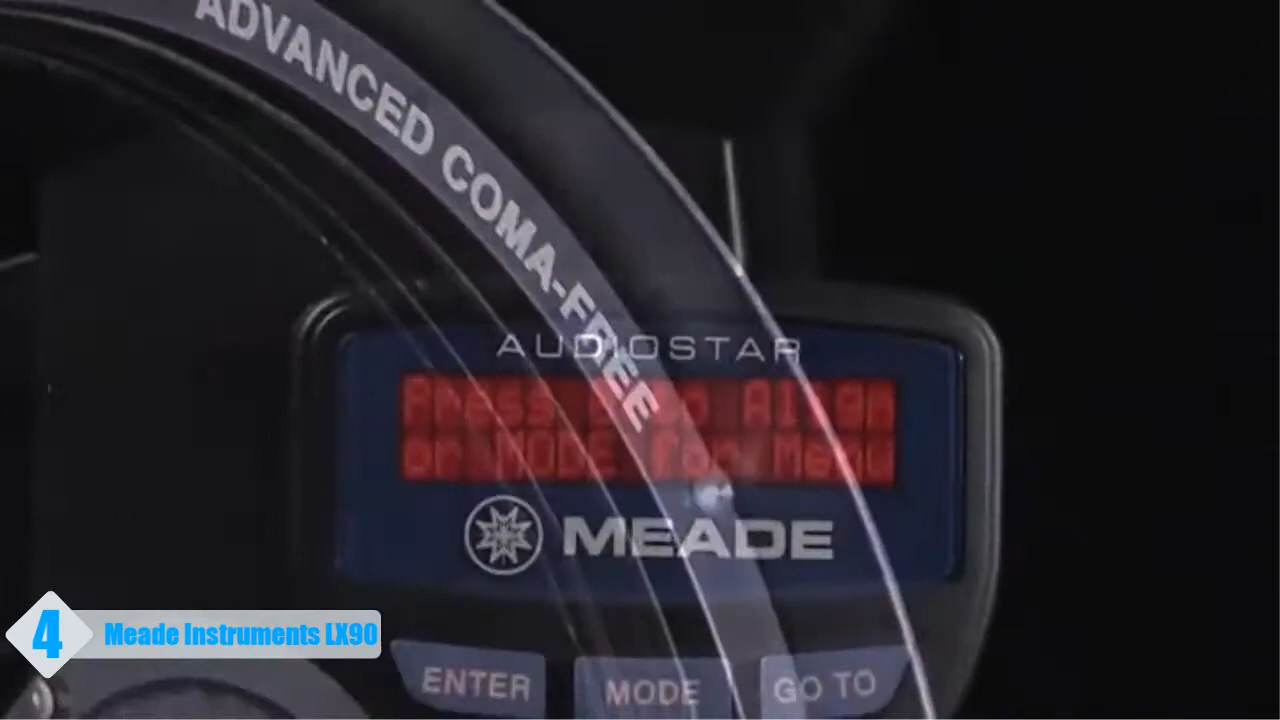 ADVANCED COMA-FREE
AUDIOSTAR
Press 0 to Align
or MODE for Menu
MEADE
ENTER
MODE
GO TO
4
Meade Instruments LX90